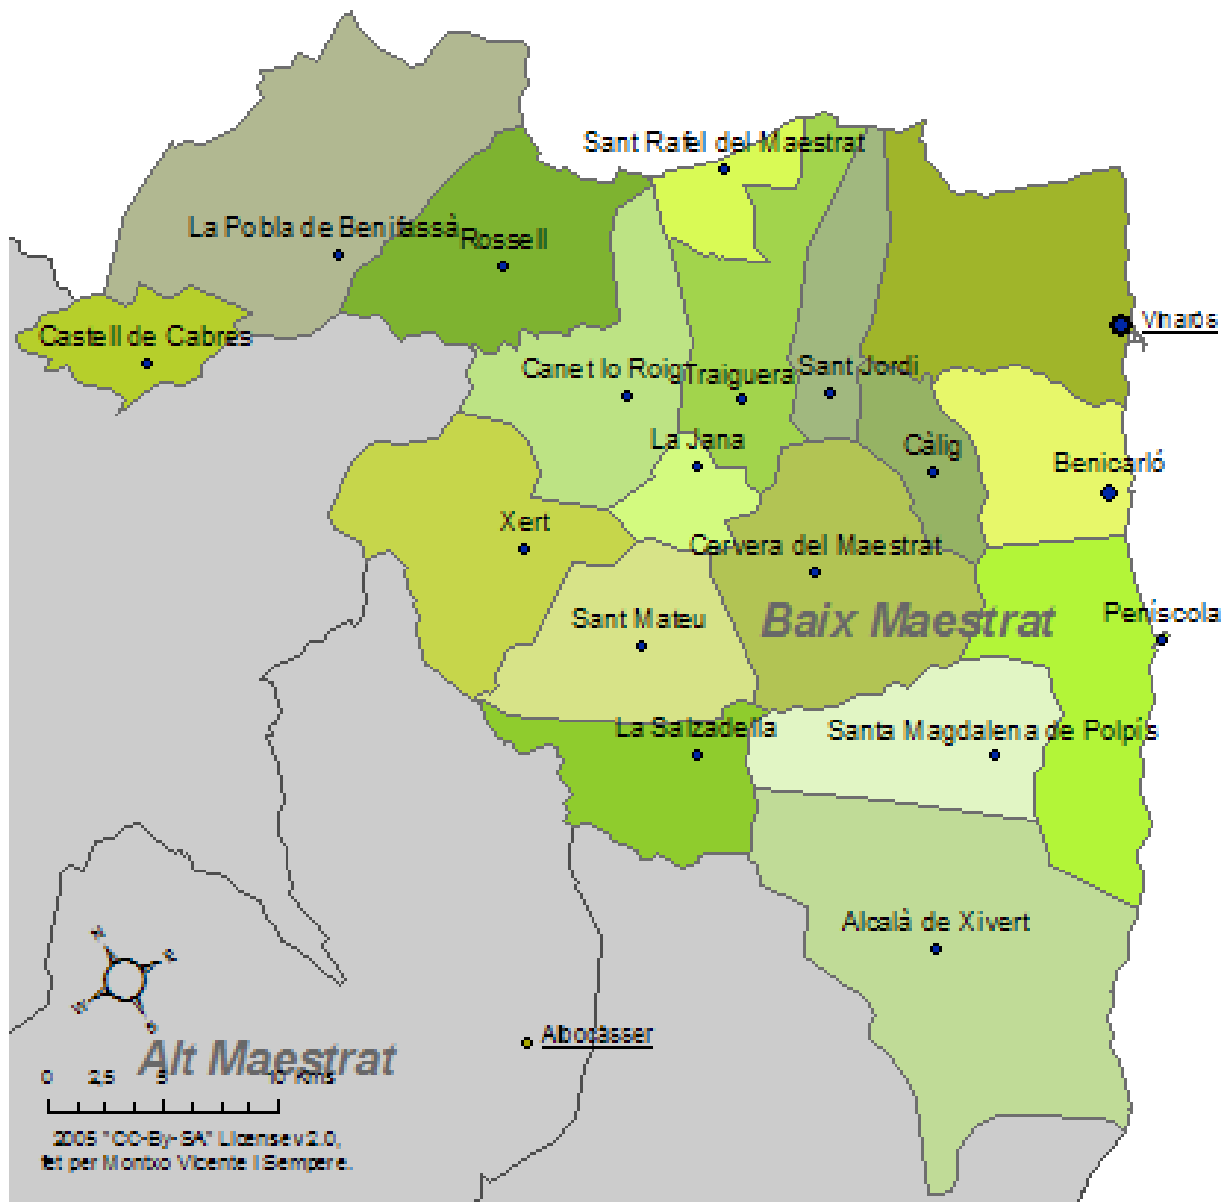 Sant Rafel del Maestrat
La Pobla de Benifassà
Rossell
Vinaròs
Castell de Cabres
Canet lo Roig
Traiguera
Sant Jordi
La Jana
Càlig
Benicarló
Xert
Cervera del Maestrat
Sant Mateu
Baix Maestrat
Peníscola
La Salzadella
Santa Magdalena de Polpís
Alcalà de Xivert
N
E
W
S
Albocàsser
Alt Maestrat
0 2,5 5 10 Kms
2005 "CC-By-SA" License v.2.0,
fet per Montxo Vicente i Sempere.